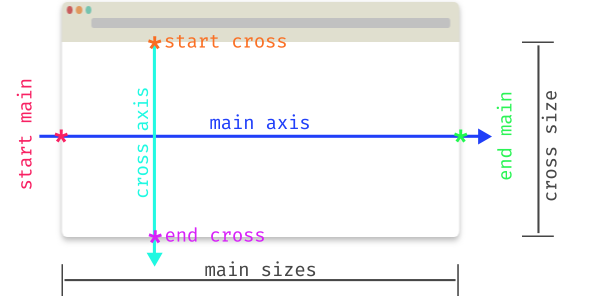 start cross
start main
cross axis
main axis
end main
cross size
end cross
main sizes